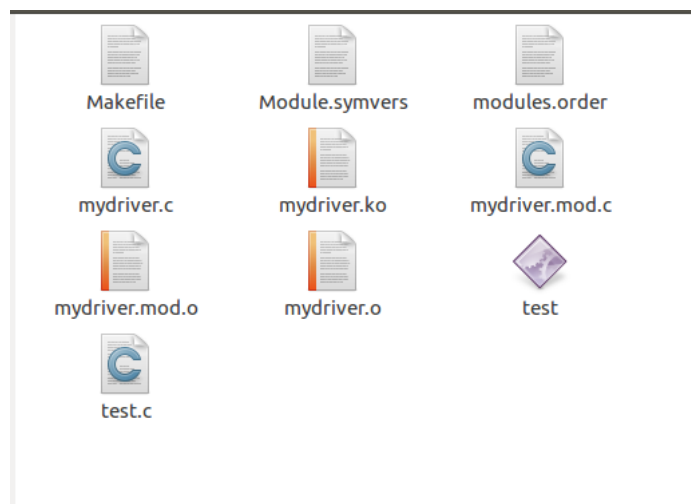 Makefile
Module.symvers
modules.order
mydriver.c
mydriver.ko
mydriver.mod.c
mydriver.mod.o
mydriver.o
test
test.c